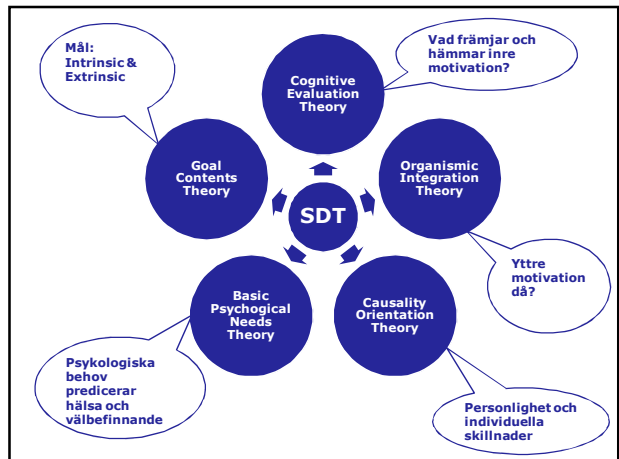 Mål:
Intrinsic &
Extrinsic
Vad främjar och
hämmar inre
motivation?
Cognitive
Evaluation
Theory
Goal
Contents
Theory
Organismic
Integration
Theory
SDT
Yttre
motivation
då?
Basic
Psychogical
Needs
Theory
Causality
Orientation
Theory
Psykologiska
behov
predicerar
hälsa och
välbefinnande
Personlighet och
individuella
skillnader